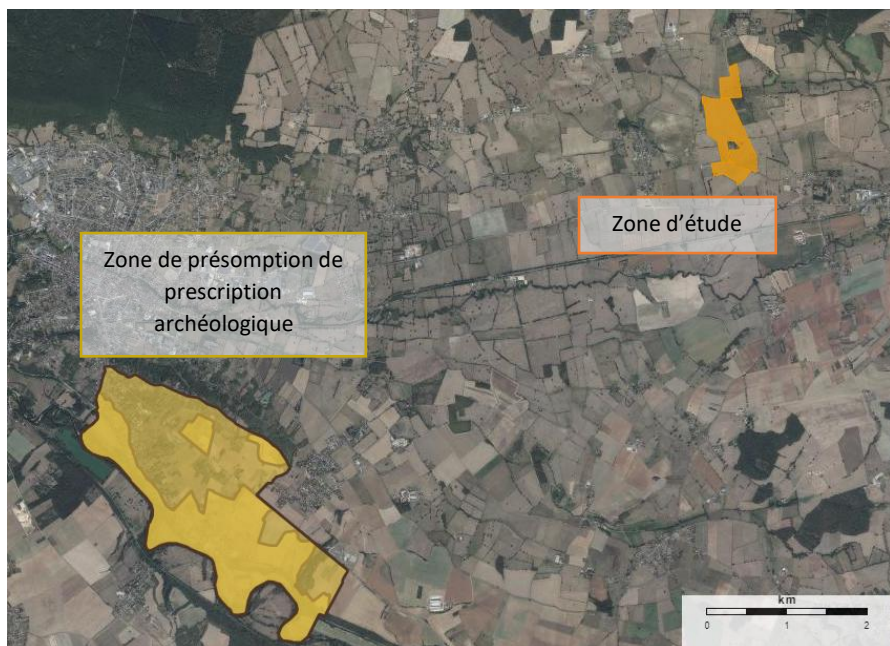 Zone d’étude
Zone de présomption de
prescription
archéologique
km
0 1 2